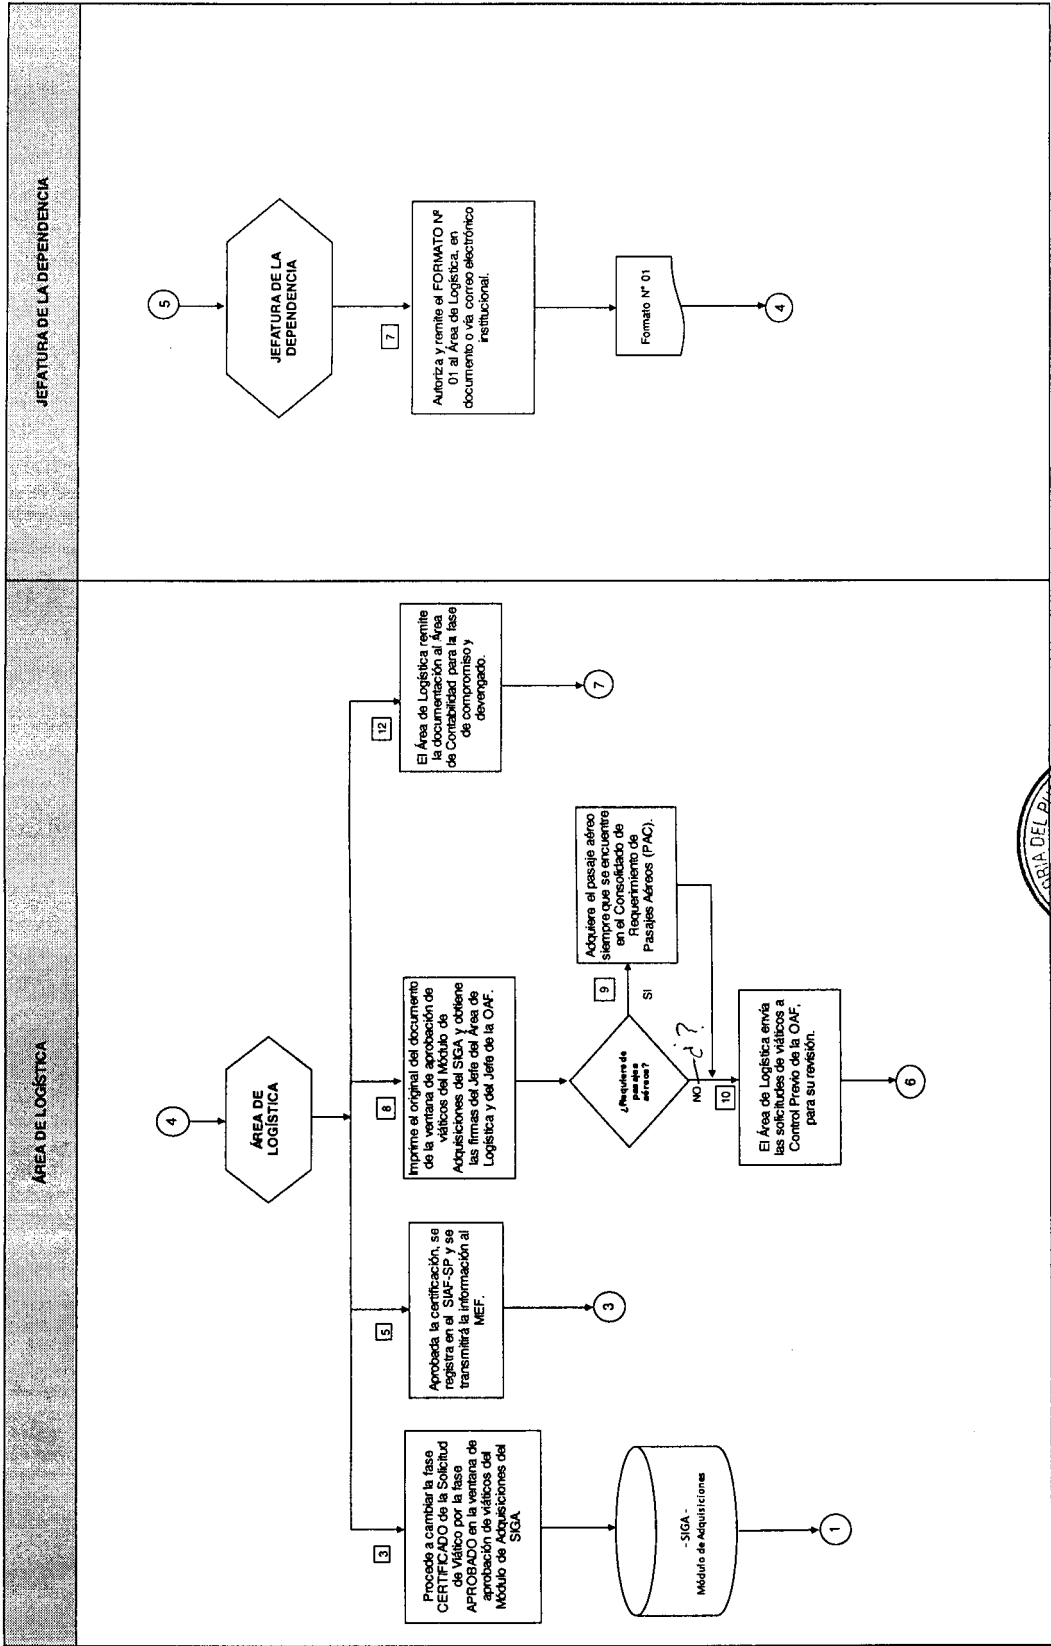 ÁREA DE LOGÍSTICA
4
ÁREA DE
LOGÍSTICA
3
Procede a cambiar la fase
CERTIFICADO de la Solicitud
de Viático por la fase
APROBADO en la ventana de
aprobación de viáticos del
Módulo de Adquisiciones del
SIGA.
- SIGA -
Módulo de Adquisiciones
1
5
Aprobada la certificación, se
registra en el SIAF-SP y se
transmitirá la información al
MEF.
3
8
Imprime el original del documento
de la ventana de aprobación de
viáticos del Módulo de
Adquisiciones del SIGA y obtiene
las firmas del Jefe del Área de
Logística y del Jefe de la OAF.
¿Requiere de
pasajes
aéreos?
9
SI
Adquiere el pasaje aéreo
siempre que se encuentre
en el Consolidado de
Requerimiento de
Pasajes Aéreos (PAC).
NO
¿?
10
El Área de Logística envía
las solicitudes de viáticos a
Control Previo de la OAF,
para su revisión.
6
12
El Área de Logística remite
la documentación al Área
de Contabilidad para la fase
de compromiso y
devengado.
7
JEFATURA DE LA DEPENDENCIA
5
JEFATURA DE LA
DEPENDENCIA
7
Autoriza y remite el FORMATO Nº
01 al Área de Logística, en
documento o vía correo electrónico
institucional.
Formato N° 01
4